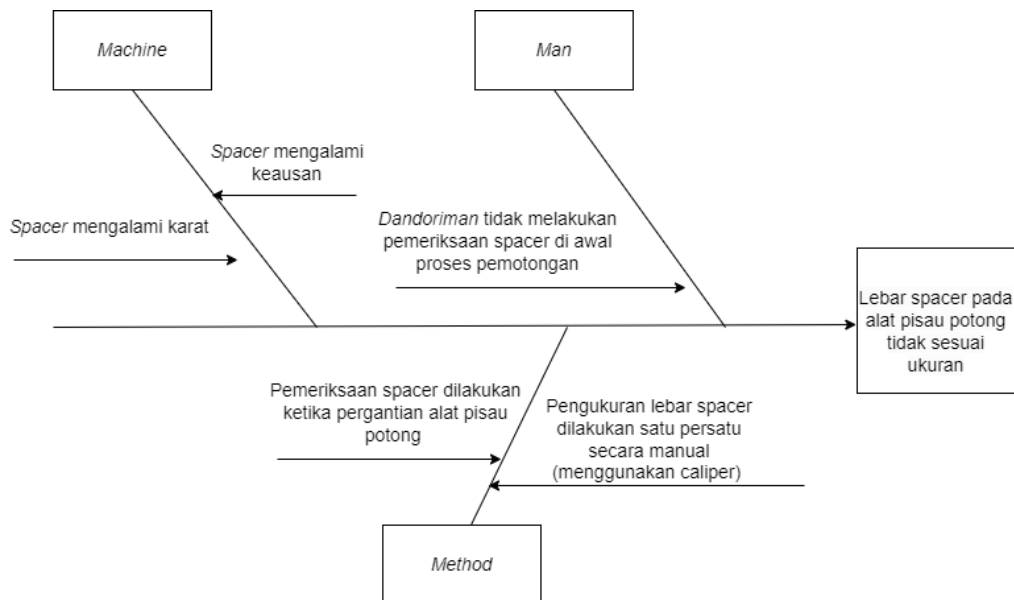 Machine
Man
Spacer mengalami
keausan
Spacer mengalami karat
Dandoriman tidak melakukan
pemeriksaan spacer di awal
proses pemotongan
Lebar spacer pada
alat pisau potong
tidak sesuai
ukuran
Pemeriksaan spacer dilakukan
ketika pergantian alat pisau
potong
Pengukuran lebar spacer
dilakukan satu persatu
secara manual
(menggunakan caliper)
Method